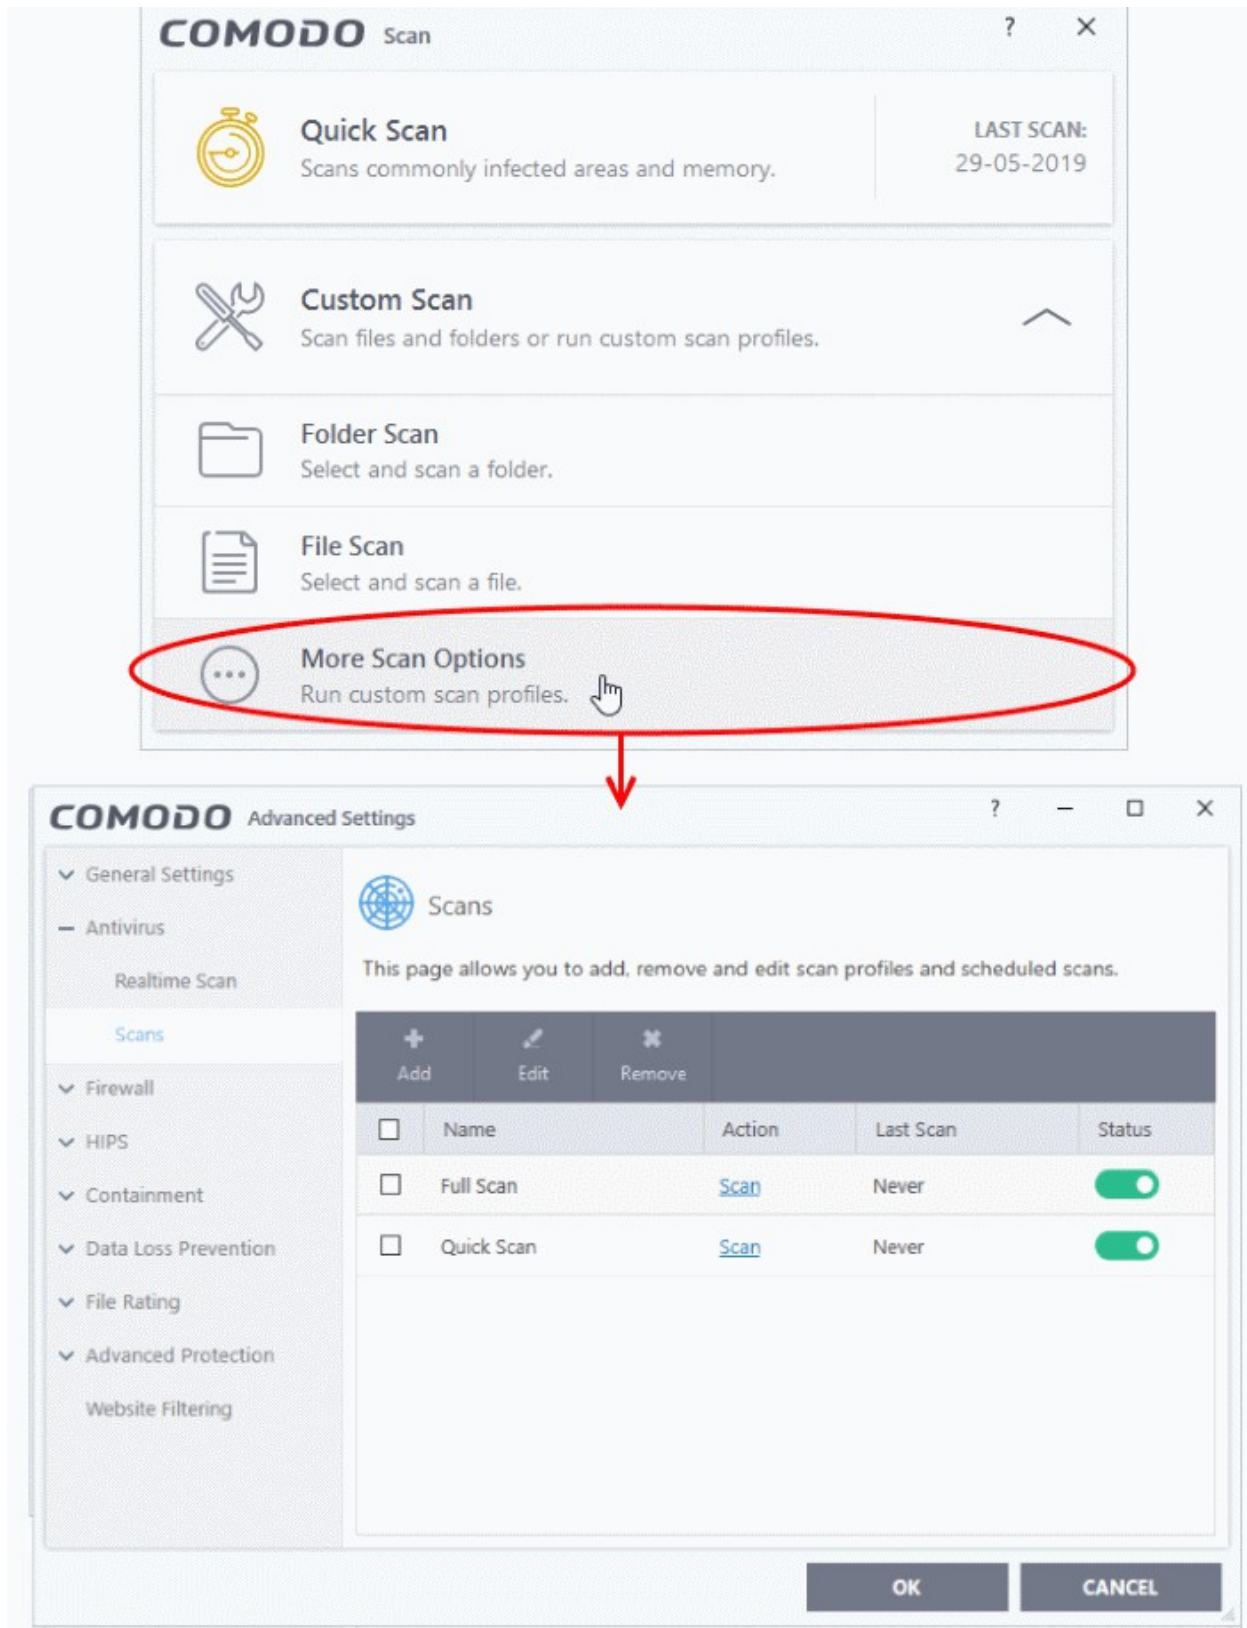 COMODO Scan ?
Quick Scan
Scans commonly infected areas and memory.
LAST SCAN:
29-05-2019
Custom Scan
Scan files and folders or run custom scan profiles.
Folder Scan
Select and scan a folder.
File Scan
Select and scan a file.
More Scan Options
Run custom scan profiles.
COMODO Advanced Settings ?
General Settings
Antivirus
Realtime Scan
Scans
Firewall
HIPS
Containment
Data Loss Prevention
File Rating
Advanced Protection
Website Filtering
Scans
This page allows you to add, remove and edit scan profiles and scheduled scans.
Add Edit Remove
Name Action Last Scan Status
Full Scan Scan Never
Quick Scan Scan Never
OK CANCEL